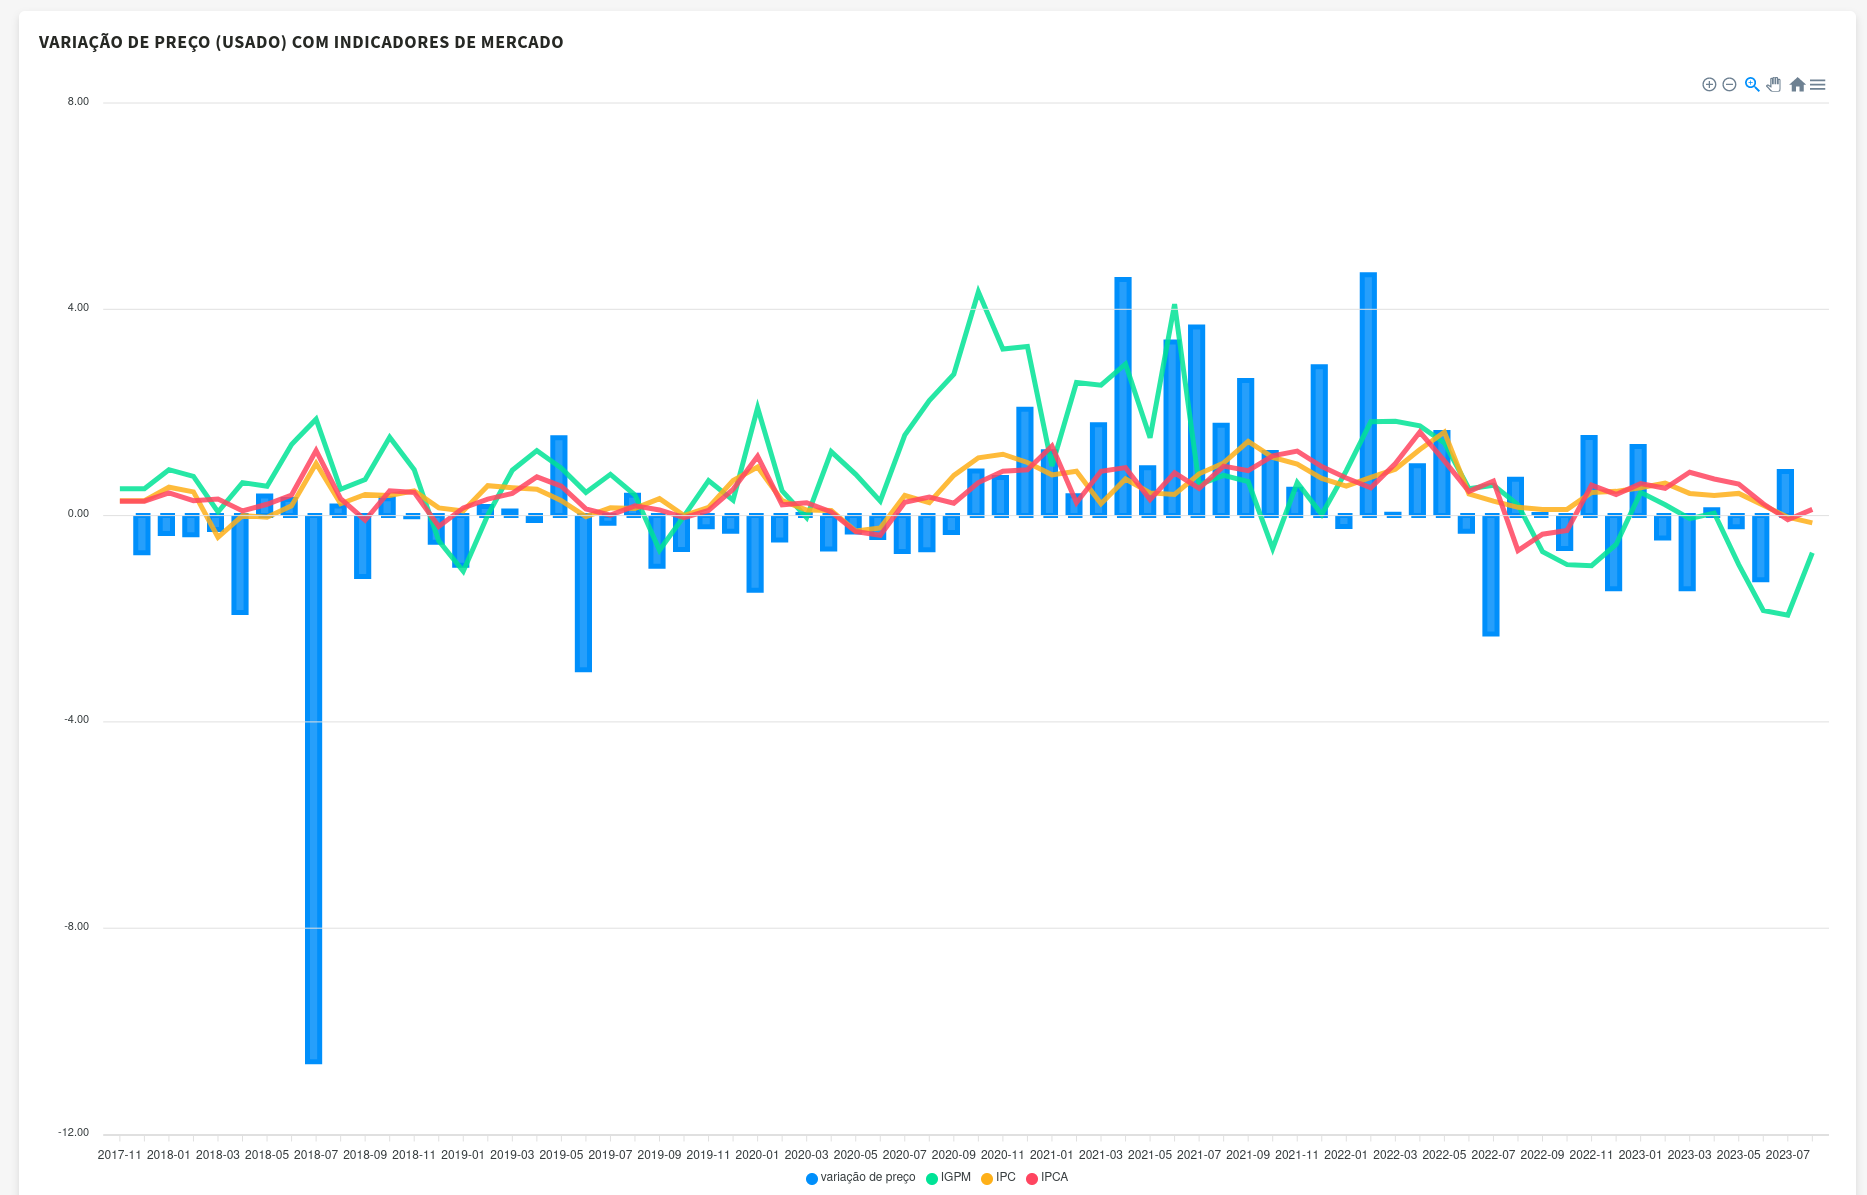 VARIAÇÃO DE PREÇO (USADO) COM INDICADORES DE MERCADO
8.00
4.00
0.00
-4.00
-8.00
-12.00
2017-11 2018-01 2018-03 2018-05 2018-07 2018-09 2018-11 2019-01 2019-03 2019-05 2019-07 2019-09 2019-11 2020-01 2020-03 2020-05 2020-07 2020-09 2020-11 2021-01 2021-03 2021-05 2021-07 2021-09 2021-11 2022-01 2022-03 2022-05 2022-07 2022-09 2022-11 2023-01 2023-03 2023-05 2023-07
variação de preço IGPM IPC IPCA